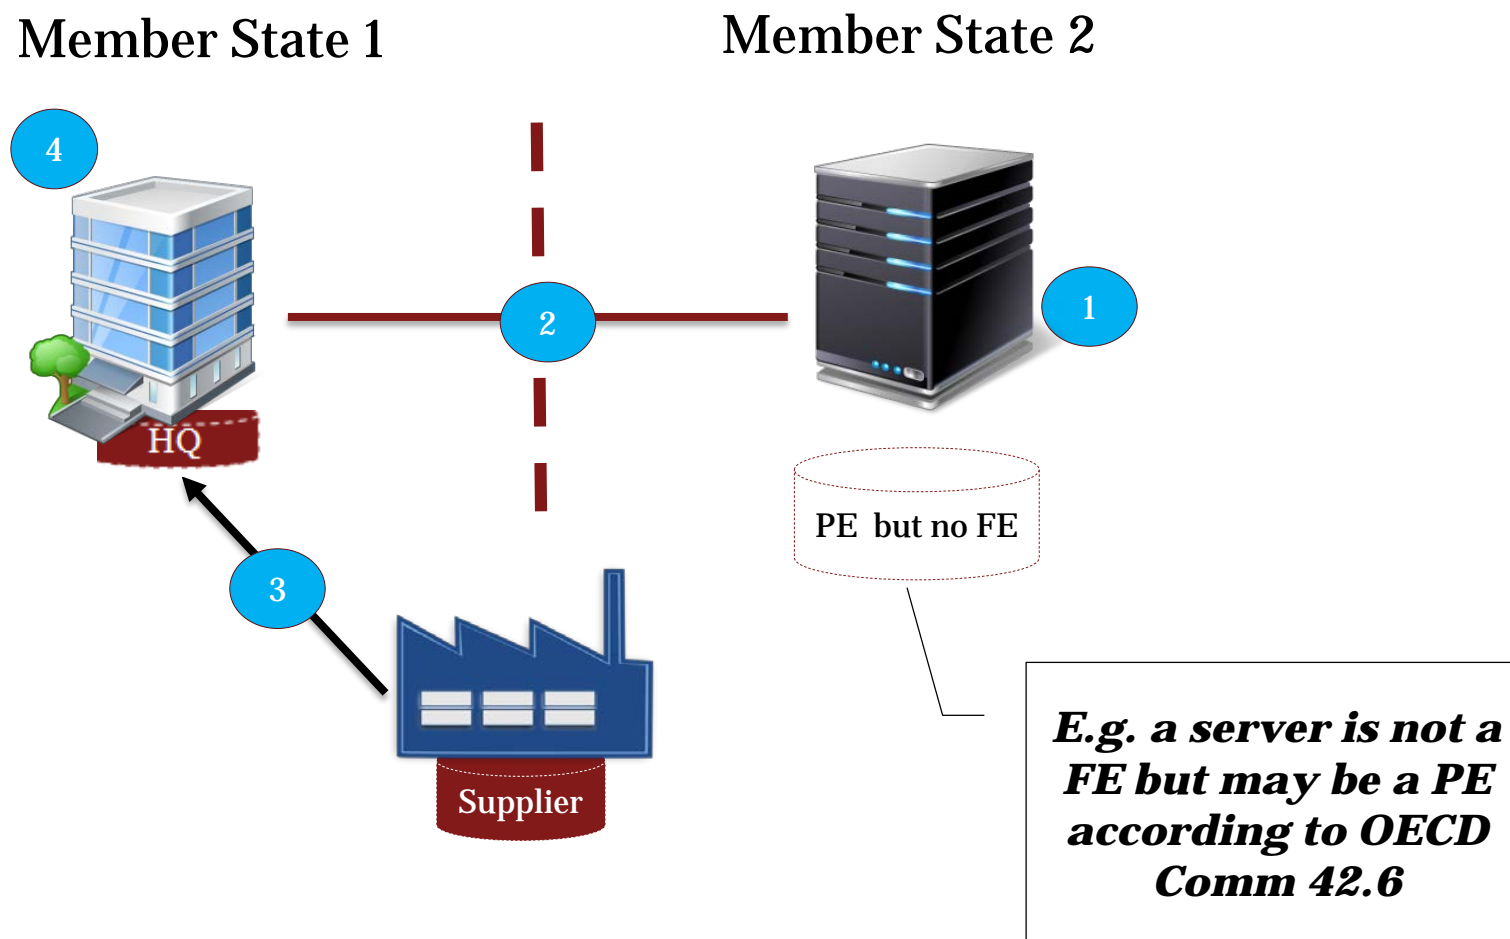 Member State 1
Member State 2
4
1
2
HQ
PE but no FE
3
Supplier
E.g. a server is not a
FE but may be a PE
according to OECD
Comm 42.6